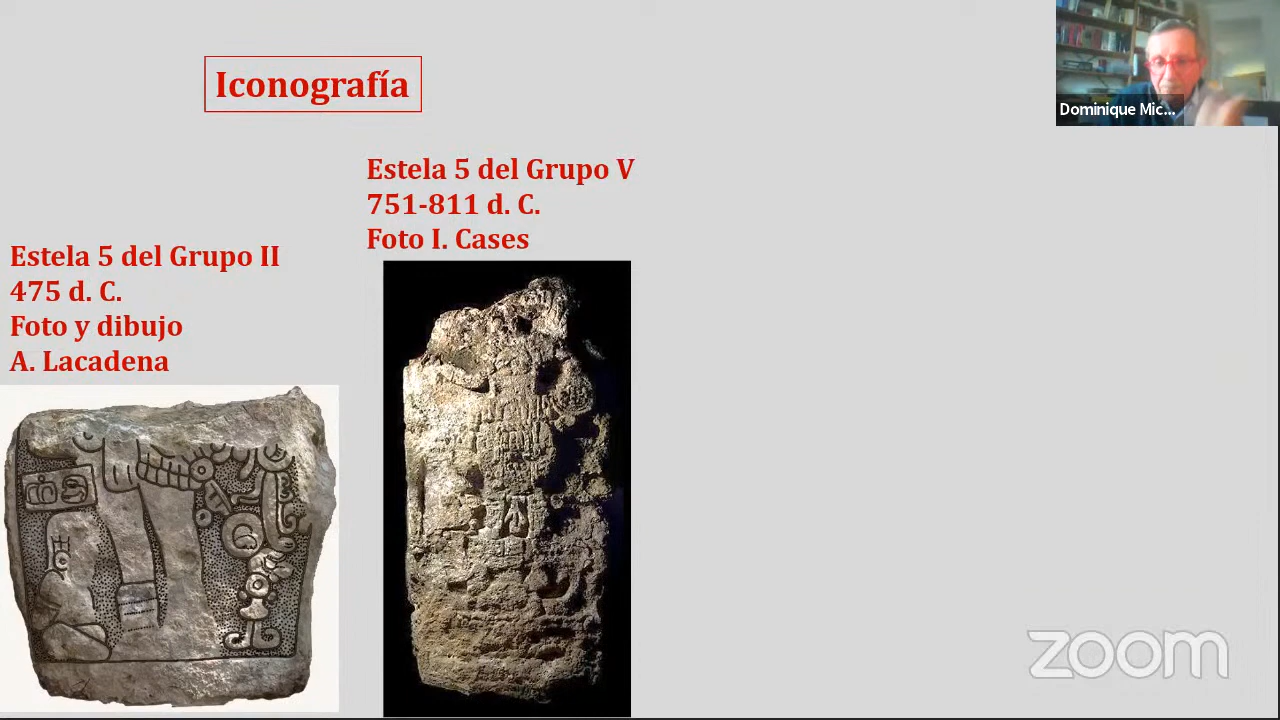 Iconografía
Dominique Mic...
Estela 5 del Grupo V
751-811 d. C.
Foto I. Cases
Estela 5 del Grupo II
475 d. C.
Foto y dibujo
A. Lacadena
zoom